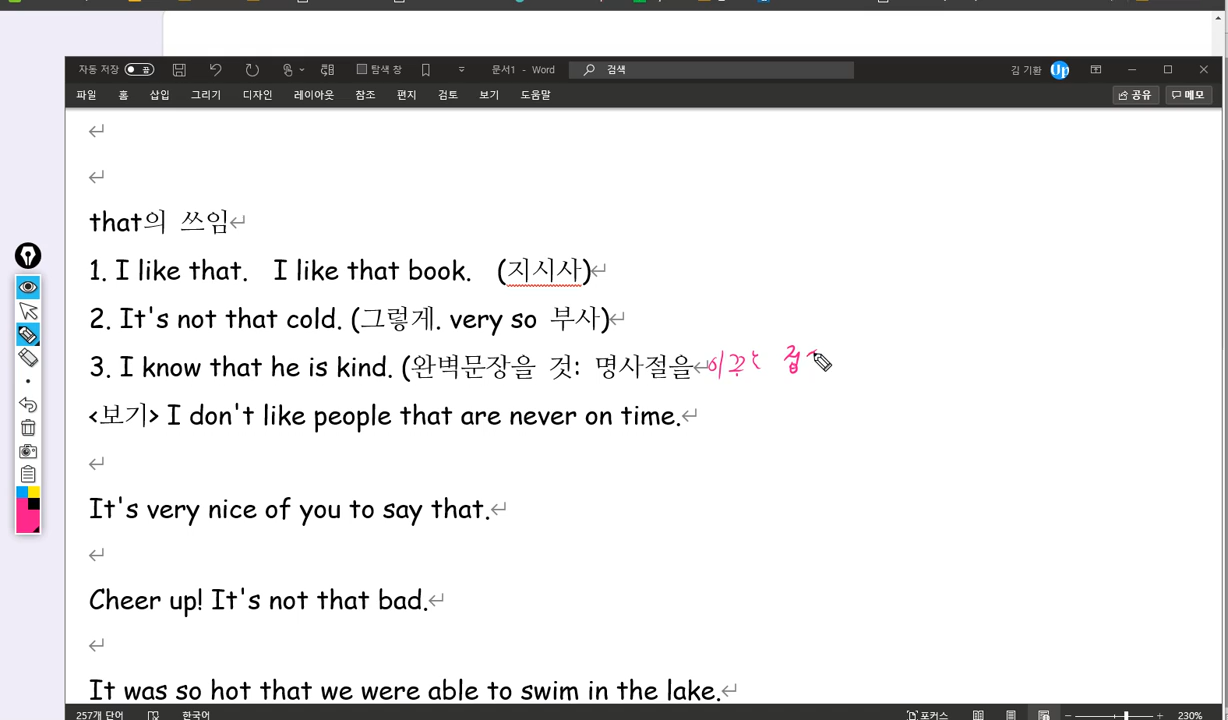 자동 저장 끔 탐색 창 문서1 - Word 검색 김 기환
파일 홈 삽입 그리기 디자인 레이아웃 참조 편지 검토 보기 도움말 공유 메모
that의 쓰임
1. I like that. I like that book. (지시사)
2. It's not that cold. (그렇게. very so 부사)
3. I know that he is kind. (완벽문장을 것: 명사절을
<보기> I don't like people that are never on time.
It's very nice of you to say that.
Cheer up! It's not that bad.
It was so hot that we were able to swim in the lake.
257개 단어 한국어 포커스 230%